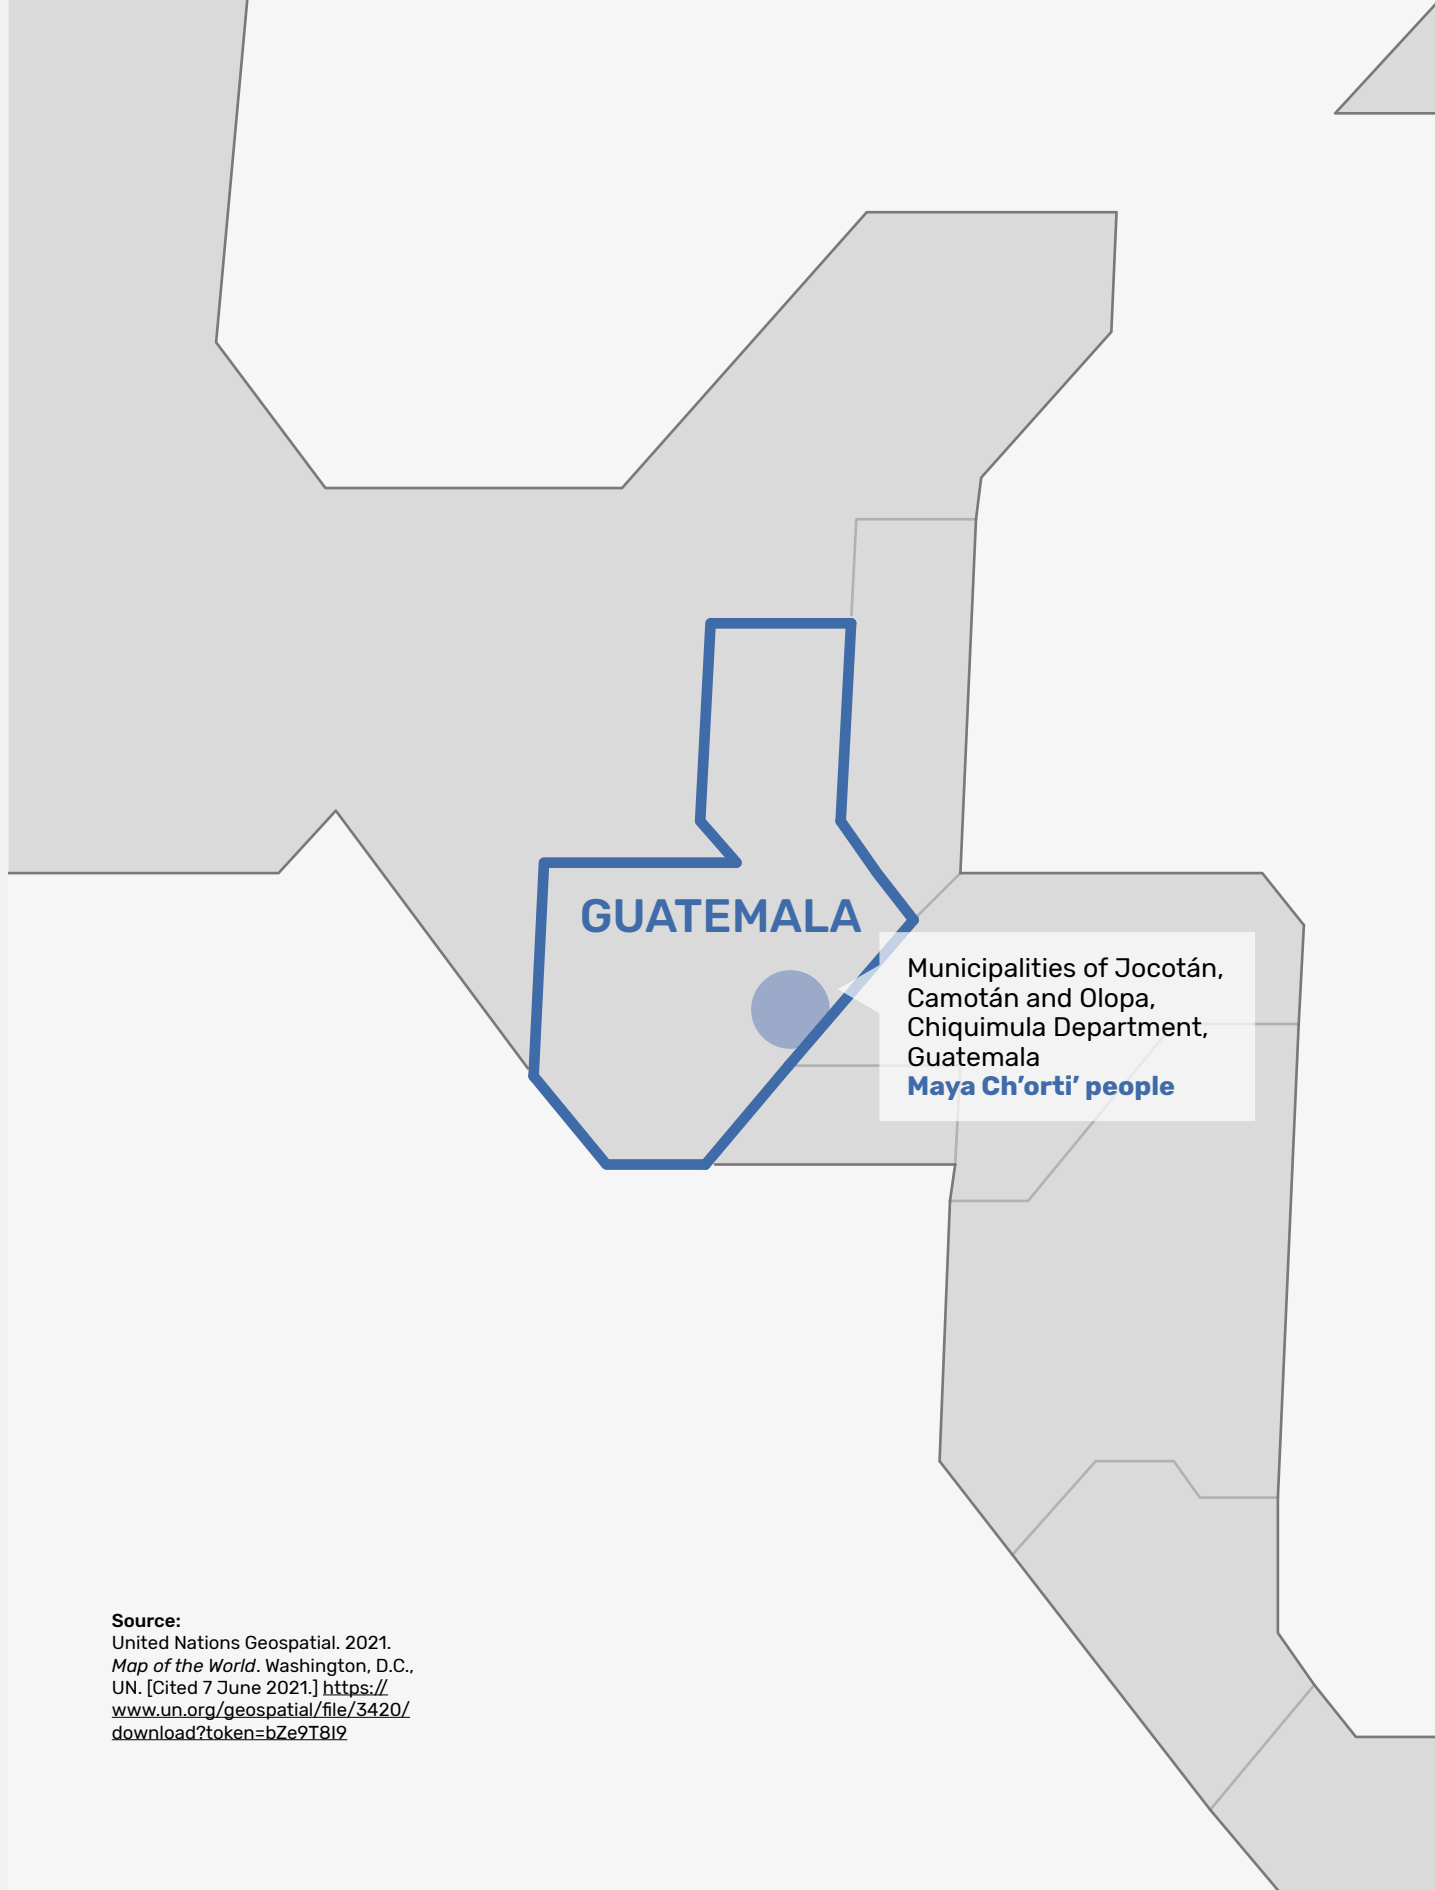 GUATEMALA
Municipalities of Jocotán,
Camotán and Olopa,
Chiquimula Department,
Guatemala
Maya Ch’orti’ people
Source:
United Nations Geospatial. 2021.
Map of the World. Washington, D.C.,
UN. [Cited 7 June 2021.] https://
www.un.org/geospatial/file/3420/
download?token=bZe9T8I9